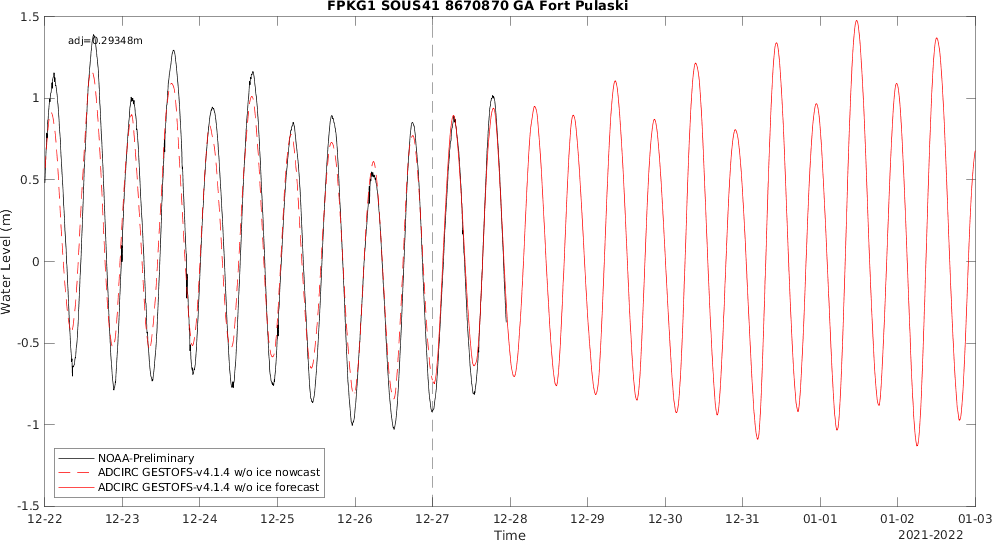 FPKG1 SOUS41 8670870 GA Fort Pulaski
adj=0.29348m
1.5
1
0.5
0
-0.5
-1
-1.5
Water Level (m)
NOAA-Preliminary
ADCIRC GESTOFS-v4.1.4 w/o ice nowcast
ADCIRC GESTOFS-v4.1.4 w/o ice forecast
12-22 12-23 12-24 12-25 12-26 12-27 12-28 12-29 12-30 12-31 01-01 01-02 01-03
Time
2021-2022